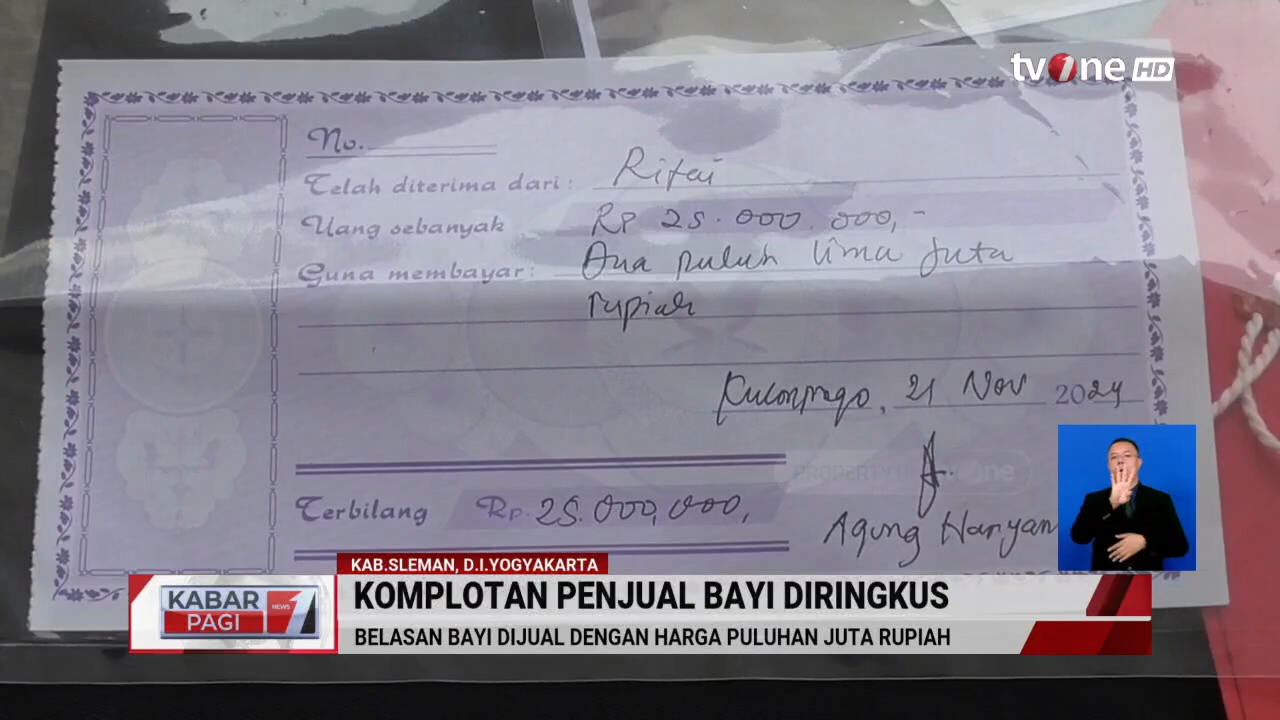 tvOne HD
No.
Telah diterima dari : Rifai
Uang sebanyak Rp 25.000.000,-
Guna membayar : Dua puluh lima juta
rupiah
Kulonprogo, 21 Nov 2024
Terbilang Rp. 25.000,000,
Agung Haryan
KAB.SLEMAN, D.I.YOGYAKARTA
KABAR PAGI NEWS 1
KOMPLOTAN PENJUAL BAYI DIRINGKUS
BELASAN BAYI DIJUAL DENGAN HARGA PULUHAN JUTA RUPIAH